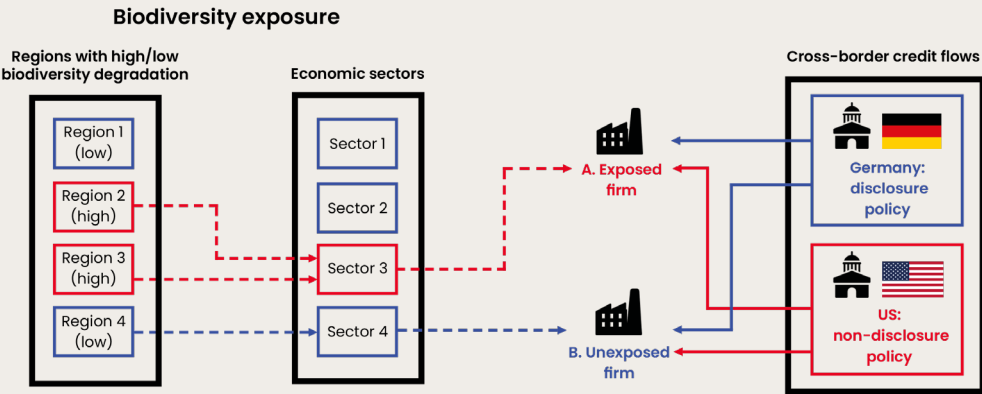 Biodiversity exposure
Regions with high/low
biodiversity degradation
Region 1
(low)
Region 2
(high)
Region 3
(high)
Region 4
(low)
Economic sectors
Sector 1
Sector 2
Sector 3
Sector 4
A. Exposed
firm
B. Unexposed
firm
Cross-border credit flows
Germany:
disclosure
policy
US:
non-disclosure
policy